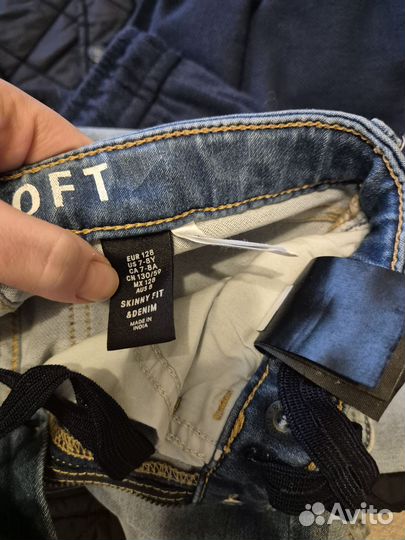 OFT
EUR 128
US 7-8Y
CA 7-8A
CN 130/59
MX 128
AUS 8
SKINNY FIT
&DENIM
MADE IN
INDIA
Avito